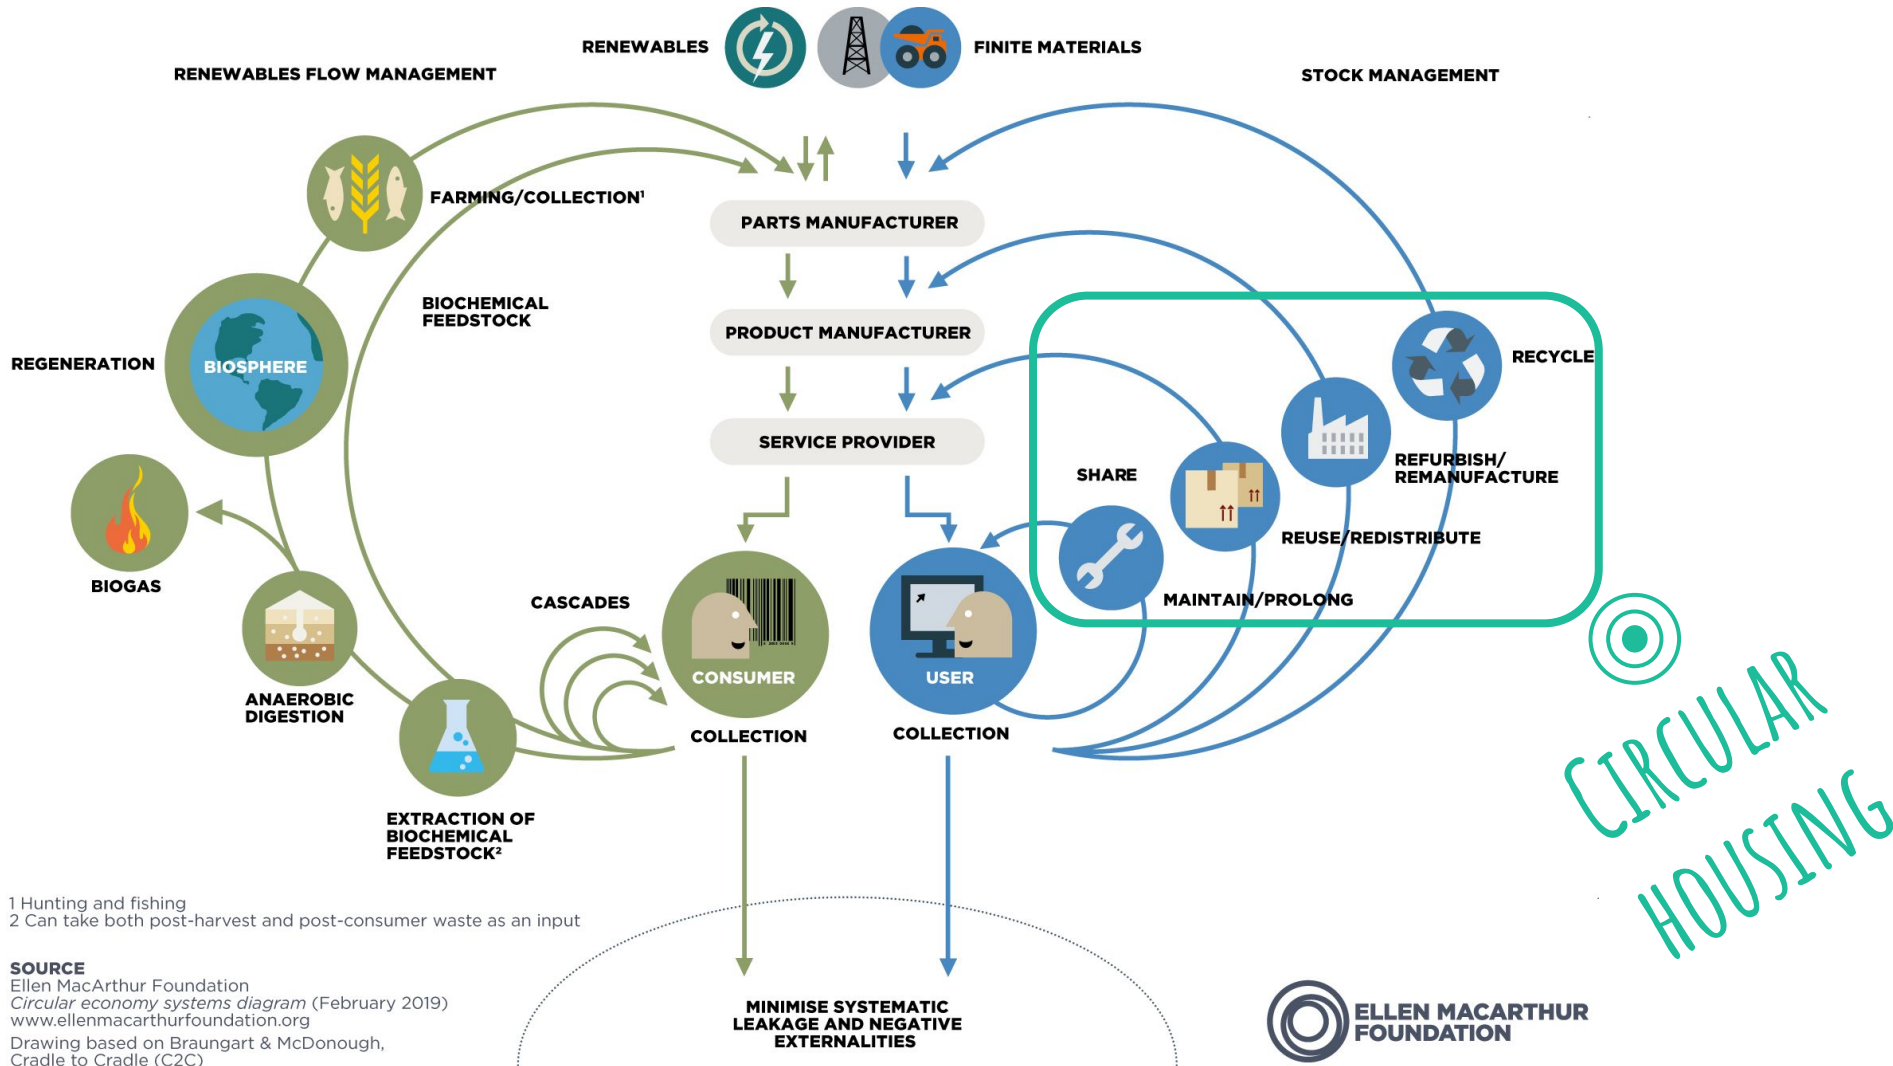 RENEWABLES
FINITE MATERIALS
RENEWABLES FLOW MANAGEMENT
STOCK MANAGEMENT
FARMING/COLLECTION¹
PARTS MANUFACTURER
BIOCHEMICAL
FEEDSTOCK
PRODUCT MANUFACTURER
REGENERATION
BIOSPHERE
RECYCLE
SERVICE PROVIDER
SHARE
REFURBISH/
REMANUFACTURE
REUSE/REDISTRIBUTE
BIOGAS
CASCADES
MAINTAIN/PROLONG
CONSUMER
USER
ANAEROBIC
DIGESTION
COLLECTION
COLLECTION
EXTRACTION OF
BIOCHEMICAL
FEEDSTOCK²
CIRCULAR
HOUSING
1 Hunting and fishing
2 Can take both post-harvest and post-consumer waste as an input
SOURCE
Ellen MacArthur Foundation
Circular economy systems diagram (February 2019)
www.ellenmacarthurfoundation.org
Drawing based on Braungart & McDonough,
Cradle to Cradle (C2C)
MINIMISE SYSTEMATIC
LEAKAGE AND NEGATIVE
EXTERNALITIES
ELLEN MACARTHUR
FOUNDATION